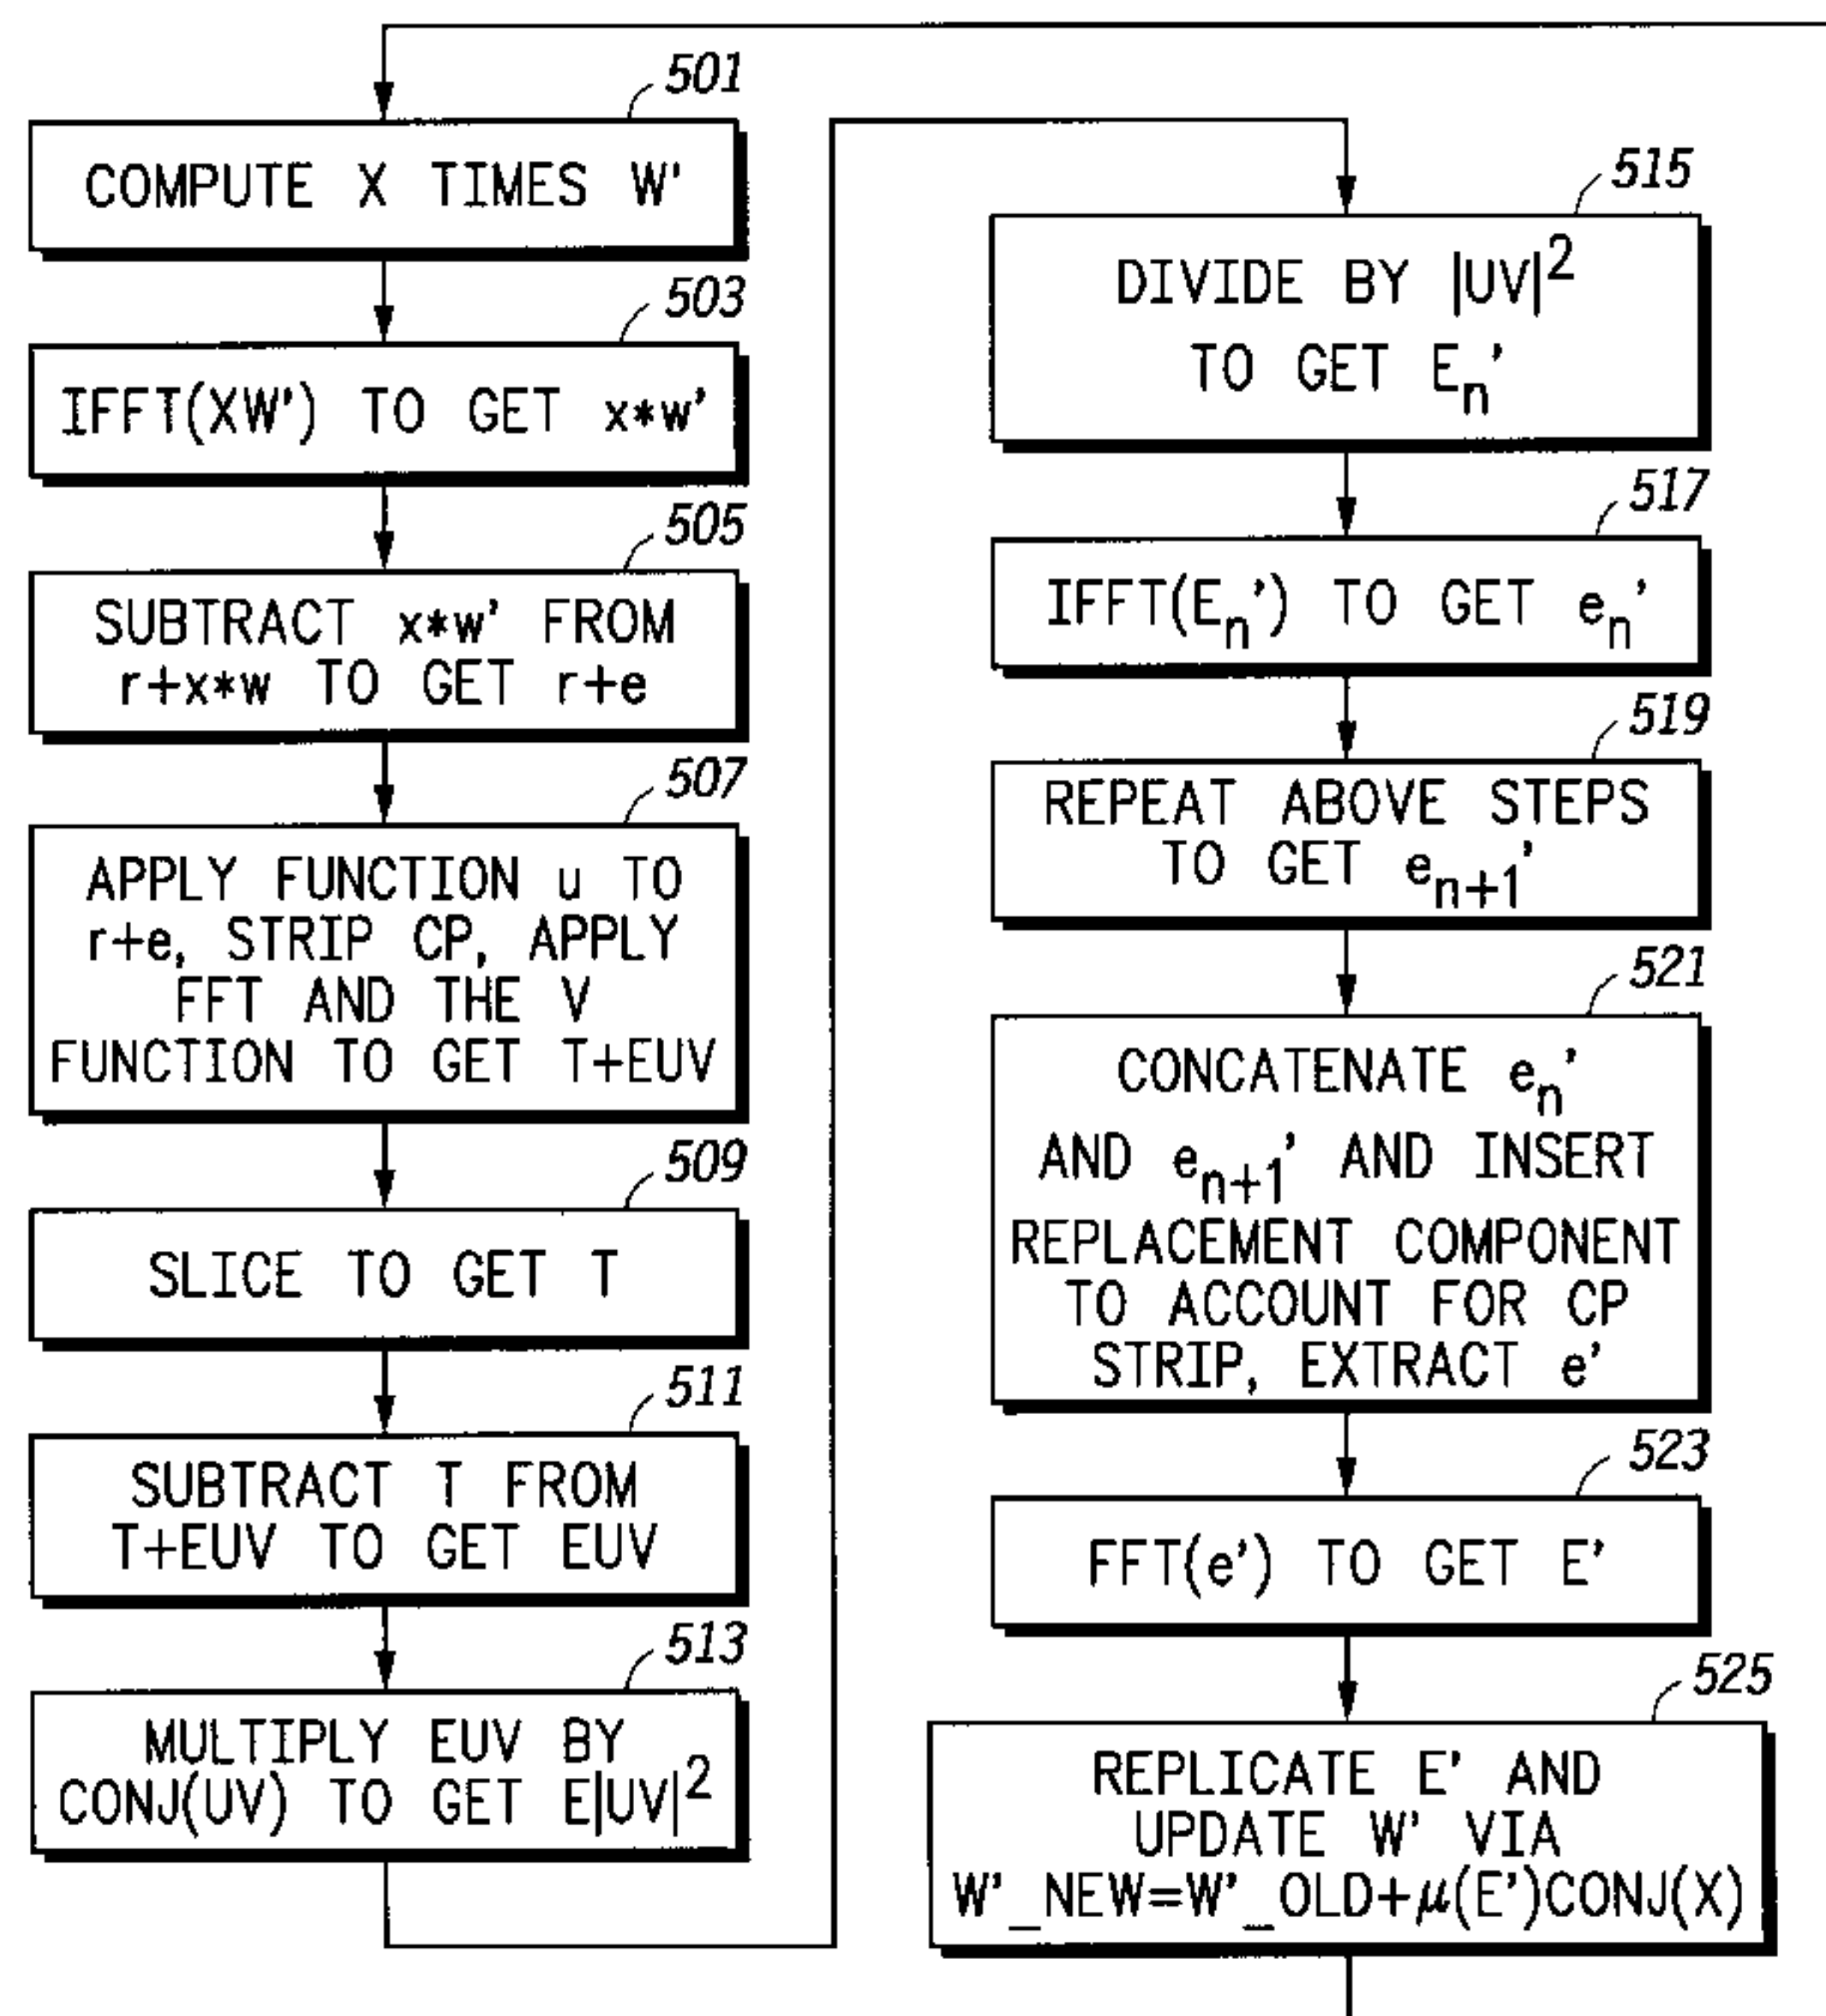 501
COMPUTE X TIMES W'
503
IFFT(XW') TO GET x*w'
505
SUBTRACT x*w' FROM
r+x*w TO GET r+e
507
APPLY FUNCTION u TO
r+e, STRIP CP, APPLY
FFT AND THE V
FUNCTION TO GET T+EUV
509
SLICE TO GET T
511
SUBTRACT T FROM
T+EUV TO GET EUV
513
MULTIPLY EUV BY
CONJ(UV) TO GET E|UV|²
515
DIVIDE BY |UV|²
TO GET Eₙ'
517
IFFT(Eₙ') TO GET eₙ'
519
REPEAT ABOVE STEPS
TO GET eₙ₊₁'
521
CONCATENATE eₙ'
AND eₙ₊₁' AND INSERT
REPLACEMENT COMPONENT
TO ACCOUNT FOR CP
STRIP, EXTRACT e'
523
FFT(e') TO GET E'
525
REPLICATE E' AND
UPDATE W' VIA
W'_NEW=W'_OLD+μ(E')CONJ(X)